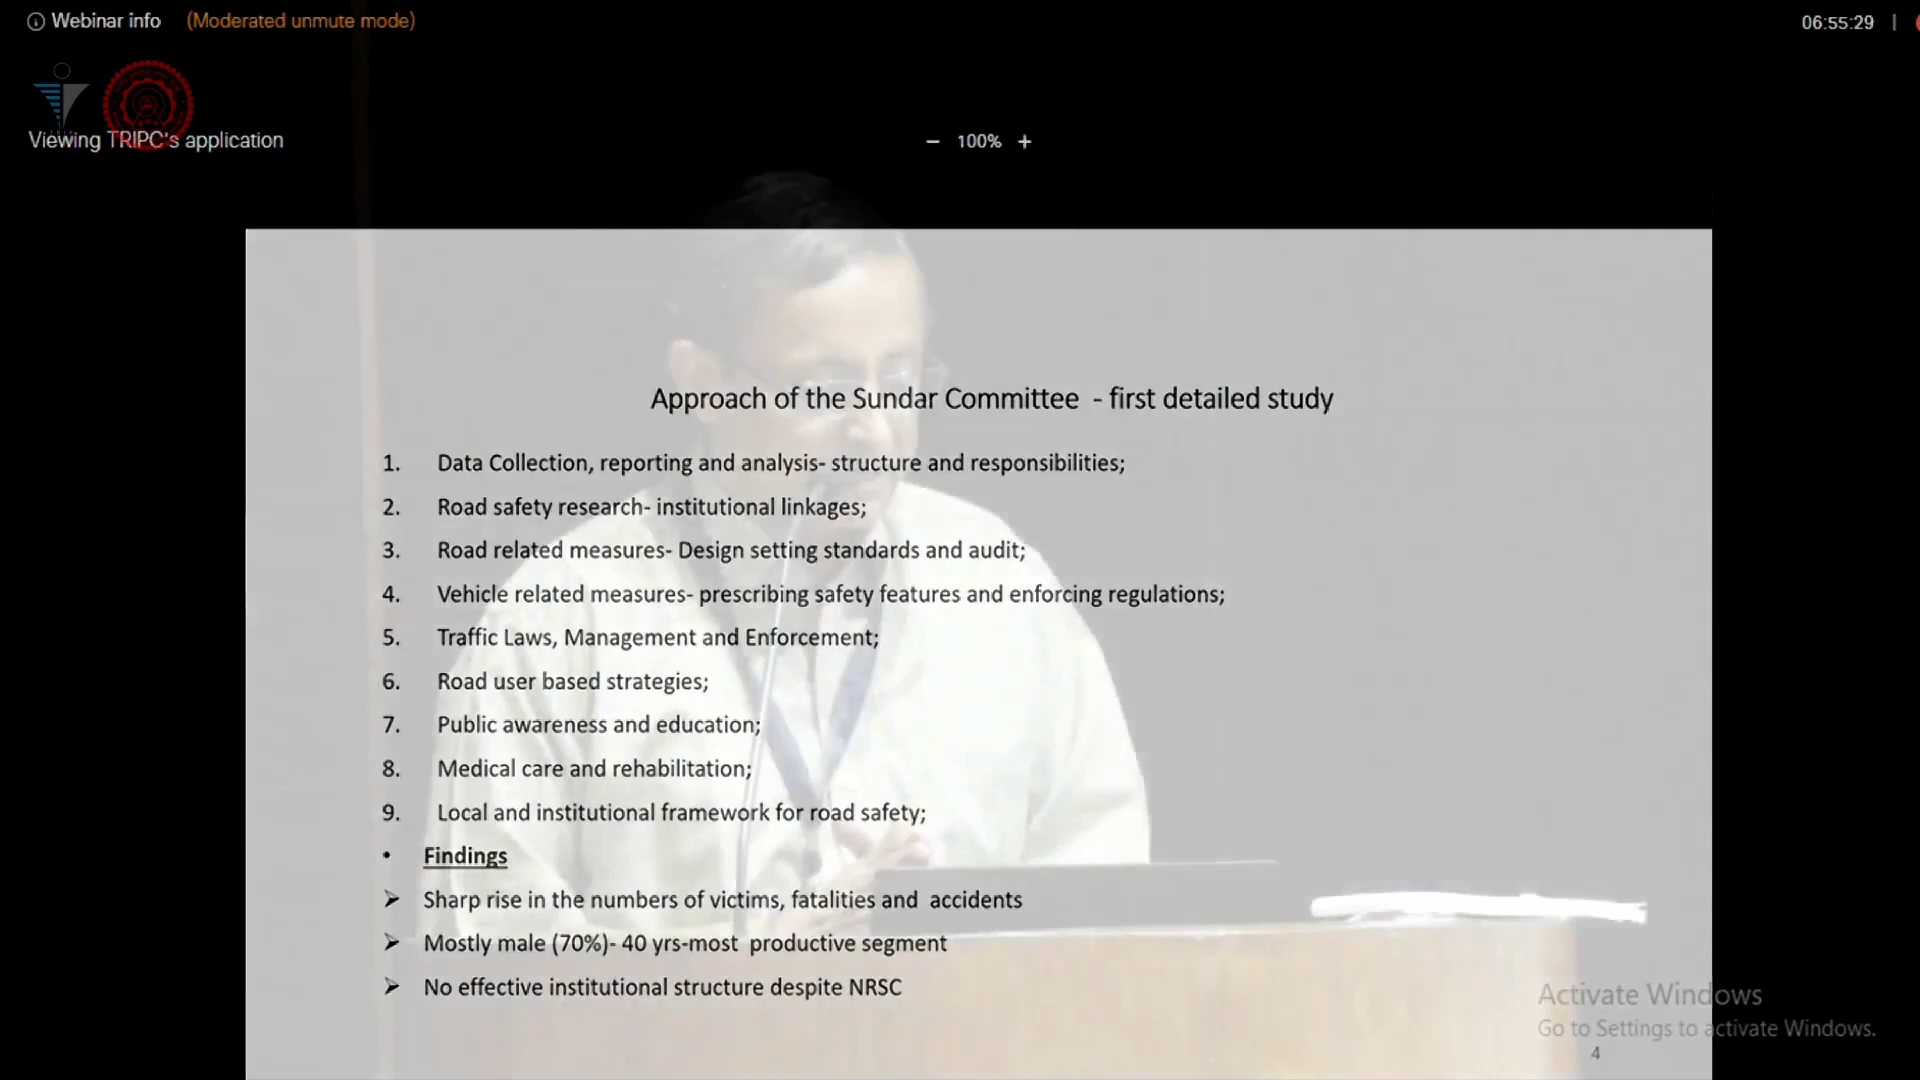 Webinar info (Moderated unmute mode) 06:55:29
Viewing TRIPC's application − 100% +
Approach of the Sundar Committee - first detailed study
1. Data Collection, reporting and analysis- structure and responsibilities;
2. Road safety research- institutional linkages;
3. Road related measures- Design setting standards and audit;
4. Vehicle related measures- prescribing safety features and enforcing regulations;
5. Traffic Laws, Management and Enforcement;
6. Road user based strategies;
7. Public awareness and education;
8. Medical care and rehabilitation;
9. Local and institutional framework for road safety;
• Findings
➢ Sharp rise in the numbers of victims, fatalities and accidents
➢ Mostly male (70%)- 40 yrs-most productive segment
➢ No effective institutional structure despite NRSC
Activate Windows
Go to Settings to activate Windows.
4